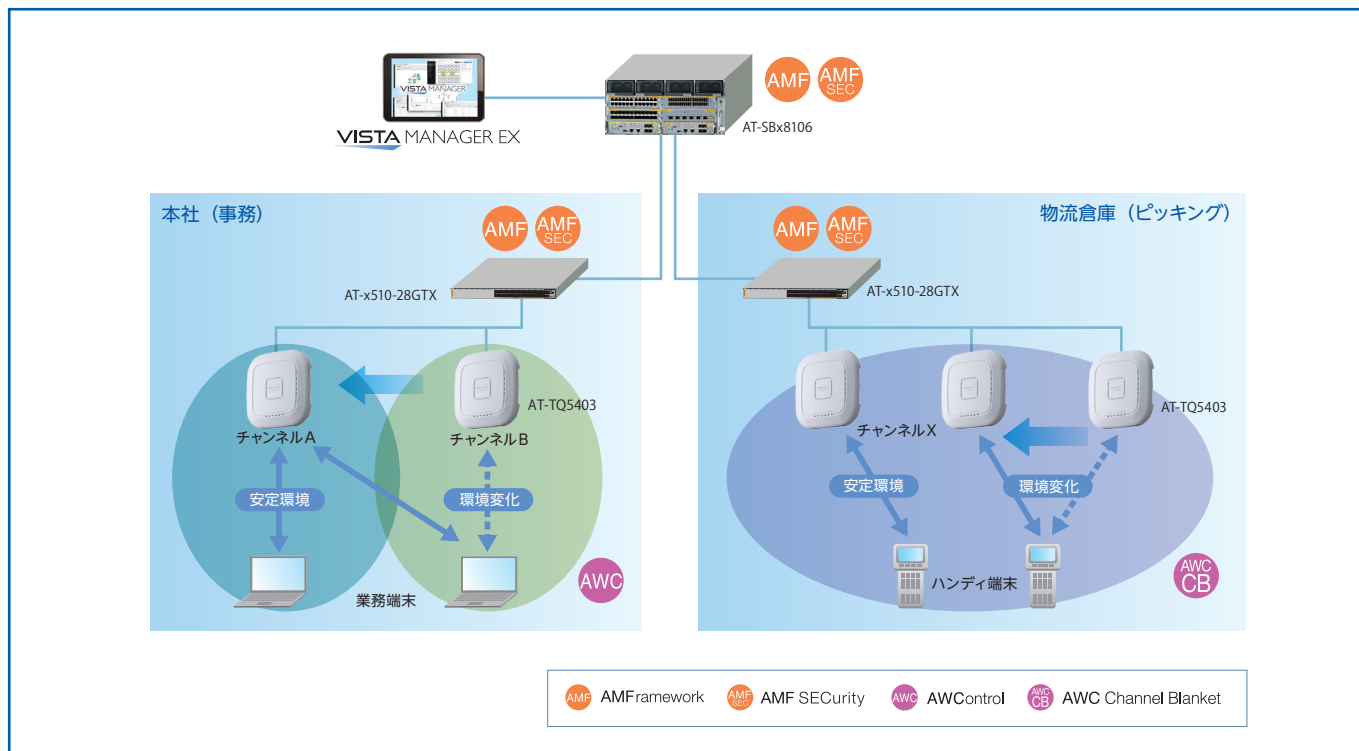 VISTA MANAGER
VISTA MANAGER EX
AMF
AMF
SEC
AT-SBx8106
本社（事務）
AMF
AMF
SEC
AT-x510-28GTX
チャンネルA
チャンネルB
AT-TQ5403
安定環境
環境変化
業務端末
AWC
物流倉庫（ピッキング）
AMF
AMF
SEC
AT-x510-28GTX
チャンネルX
AT-TQ5403
安定環境
環境変化
ハンディ端末
AWC
CB
AMF AMFramework
AMF
SEC
AMF SECurity
AWC AWControl
AWC
CB
AWC Channel Blanket